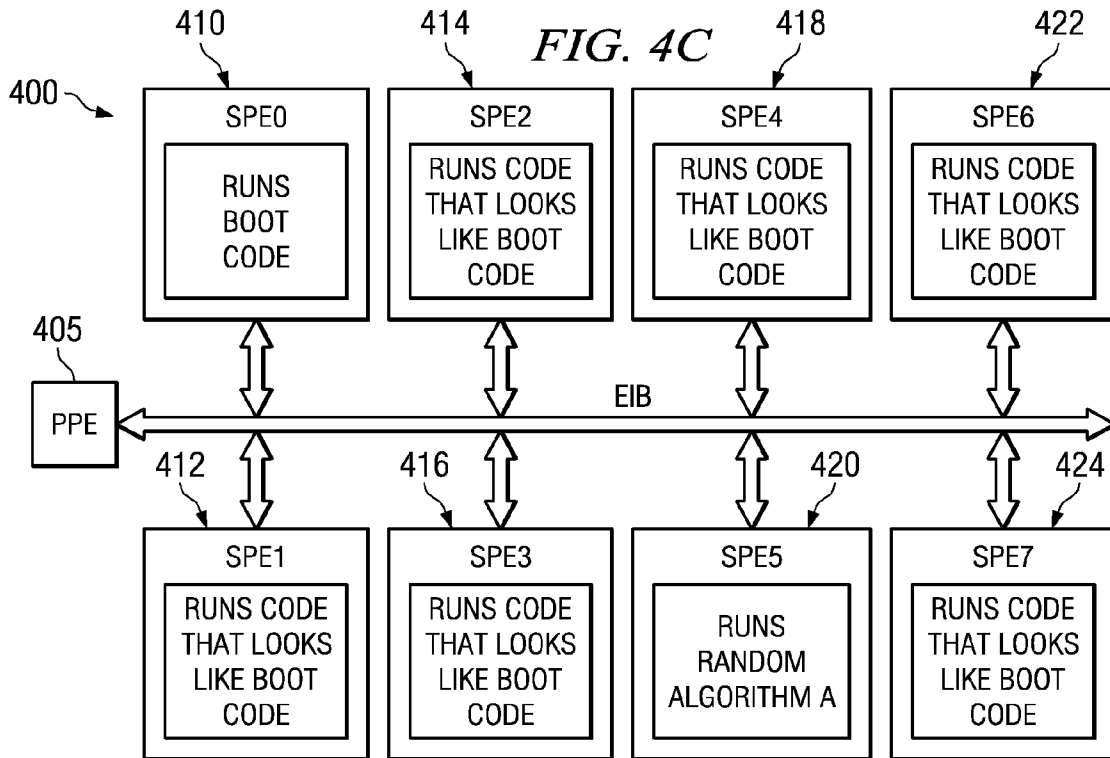 FIG. 4C
400
410
414
418
422
SPE0
RUNS
BOOT
CODE
SPE2
RUNS CODE
THAT LOOKS
LIKE BOOT
CODE
SPE4
RUNS CODE
THAT LOOKS
LIKE BOOT
CODE
SPE6
RUNS CODE
THAT LOOKS
LIKE BOOT
CODE
405
PPE
EIB
412
416
420
424
SPE1
RUNS CODE
THAT LOOKS
LIKE BOOT
CODE
SPE3
RUNS CODE
THAT LOOKS
LIKE BOOT
CODE
SPE5
RUNS
RANDOM
ALGORITHM A
SPE7
RUNS CODE
THAT LOOKS
LIKE BOOT
CODE